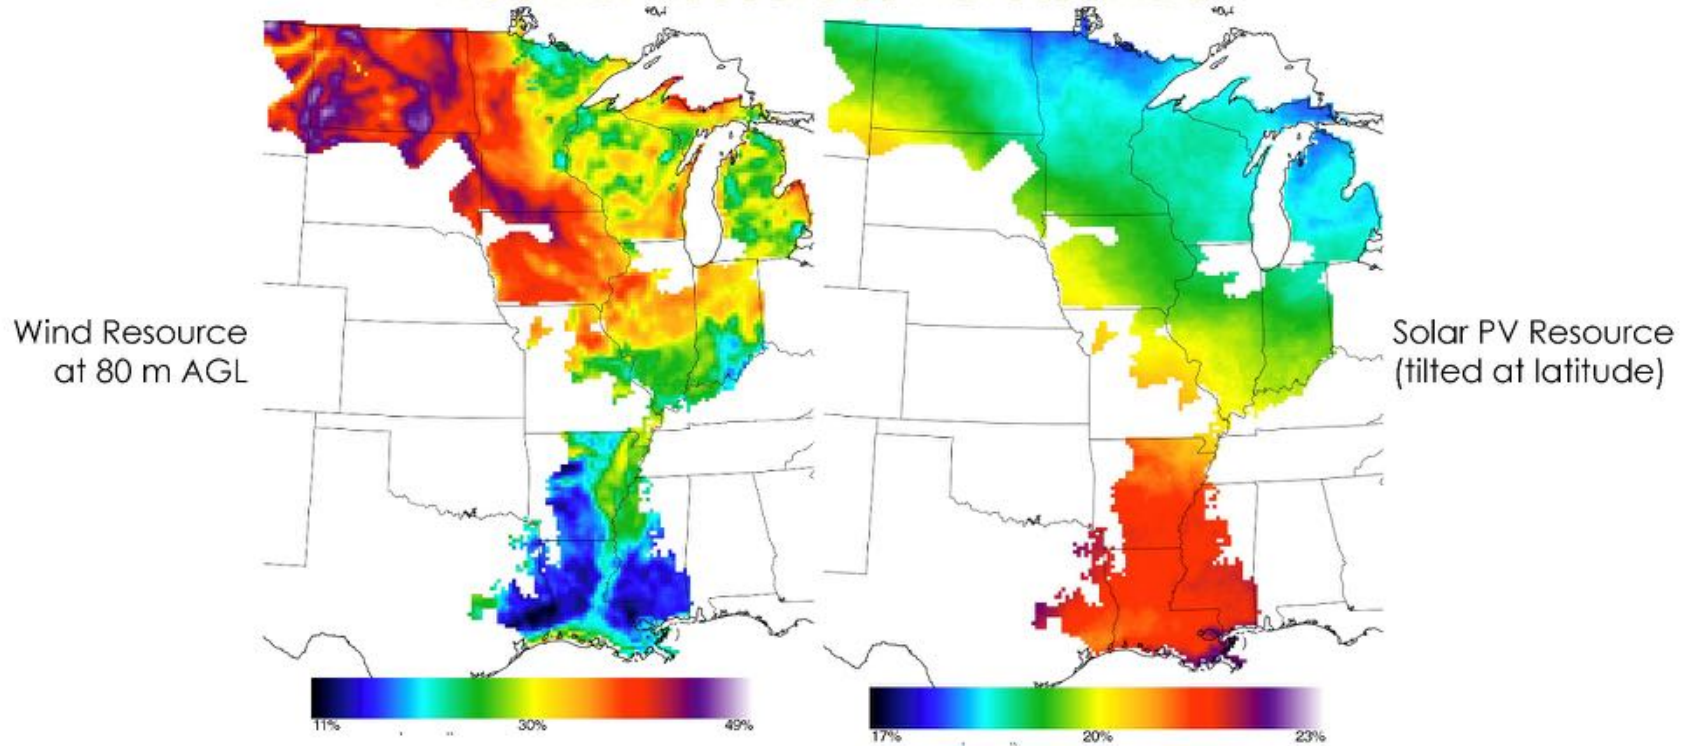 Wind Resource
at 80 m AGL
Solar PV Resource
(tilted at latitude)
11% 30% 49%
17% 20% 23%